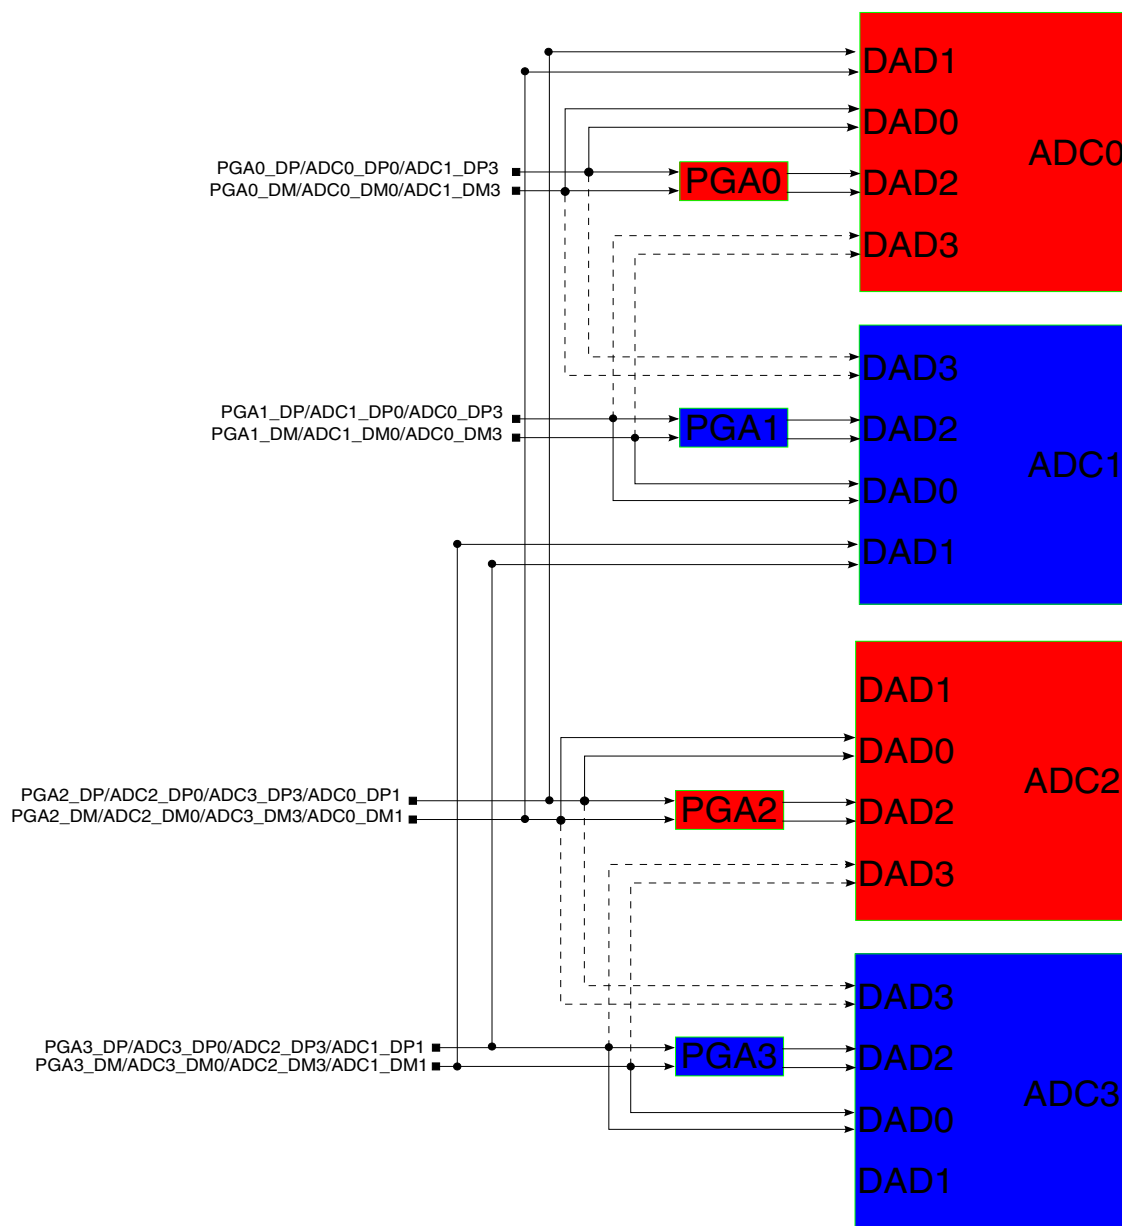 DAD1
DAD0
ADC0
PGA0_DP/ADC0_DP0/ADC1_DP3
PGA0_DM/ADC0_DM0/ADC1_DM3
PGA0
DAD2
DAD3
DAD3
PGA1_DP/ADC1_DP0/ADC0_DP3
PGA1_DM/ADC1_DM0/ADC0_DM3
PGA1
DAD2
ADC1
DAD0
DAD1
DAD1
DAD0
ADC2
PGA2_DP/ADC2_DP0/ADC3_DP3/ADC0_DP1
PGA2_DM/ADC2_DM0/ADC3_DM3/ADC0_DM1
PGA2
DAD2
DAD3
DAD3
PGA3_DP/ADC3_DP0/ADC2_DP3/ADC1_DP1
PGA3_DM/ADC3_DM0/ADC2_DM3/ADC1_DM1
PGA3
DAD2
ADC3
DAD0
DAD1